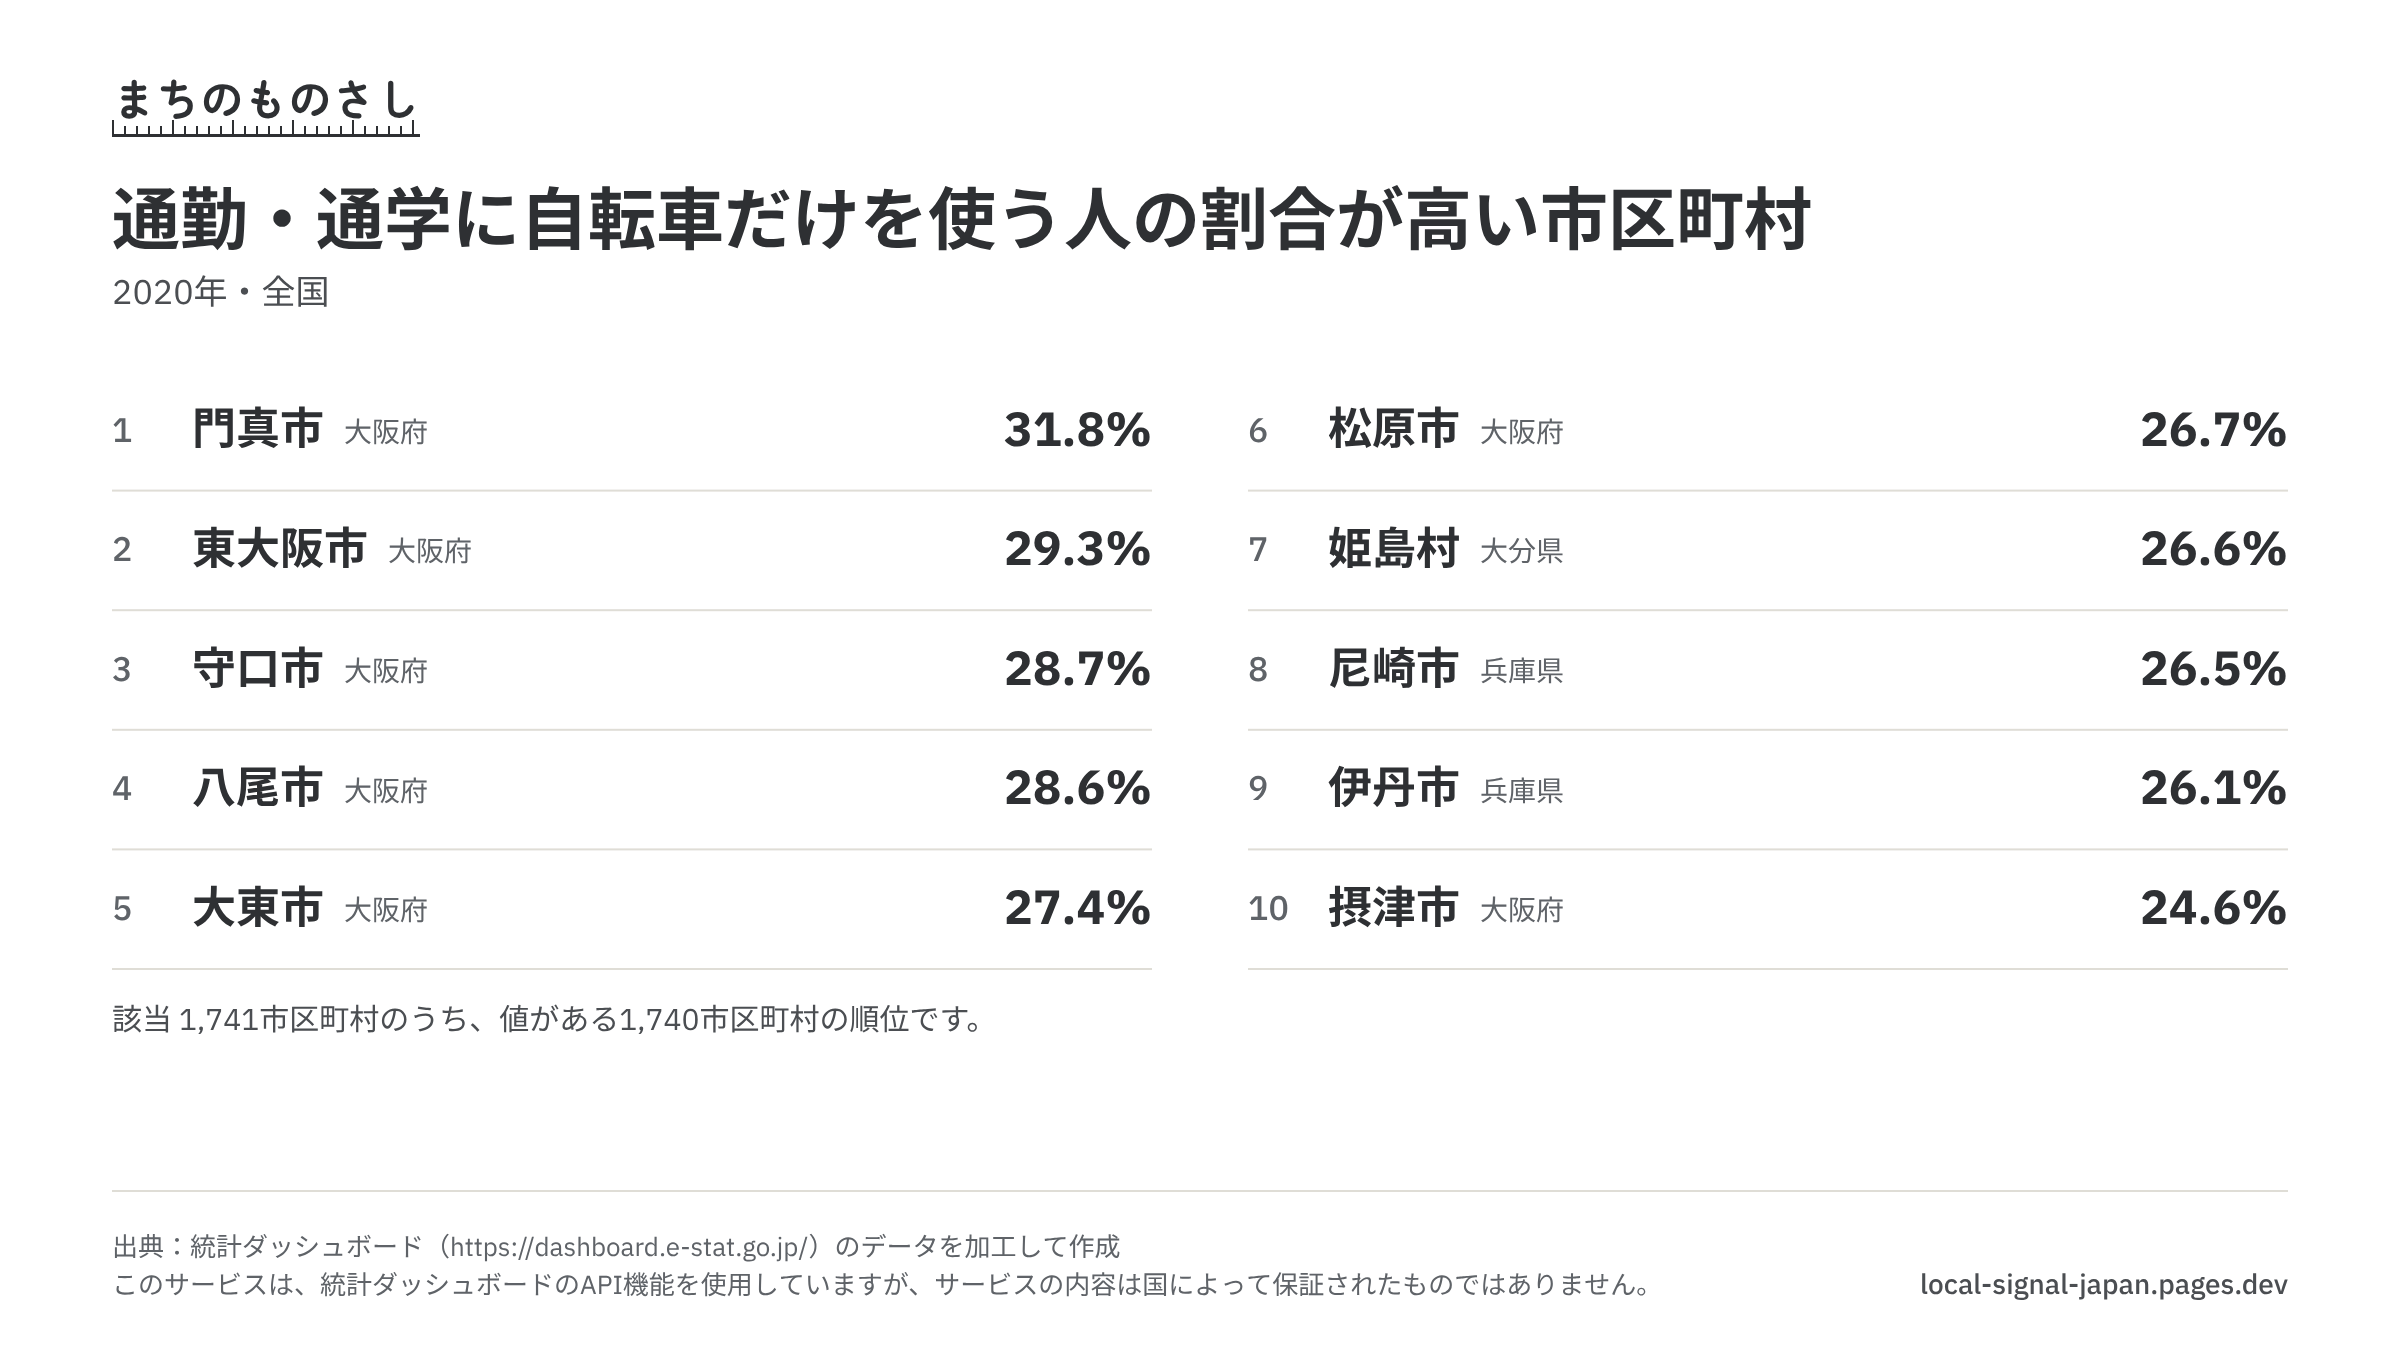 まちのものさし
通勤・通学に自転車だけを使う人の割合が高い市区町村
2020年・全国
1 門真市 大阪府 31.8%
2 東大阪市 大阪府 29.3%
3 守口市 大阪府 28.7%
4 八尾市 大阪府 28.6%
5 大東市 大阪府 27.4%
6 松原市 大阪府 26.7%
7 姫島村 大分県 26.6%
8 尼崎市 兵庫県 26.5%
9 伊丹市 兵庫県 26.1%
10 摂津市 大阪府 24.6%
該当 1,741市区町村のうち、値がある1,740市区町村の順位です。
出典：統計ダッシュボード（https://dashboard.e-stat.go.jp/）のデータを加工して作成
このサービスは、統計ダッシュボードのAPI機能を使用していますが、サービスの内容は国によって保証されたものではありません。
local-signal-japan.pages.dev